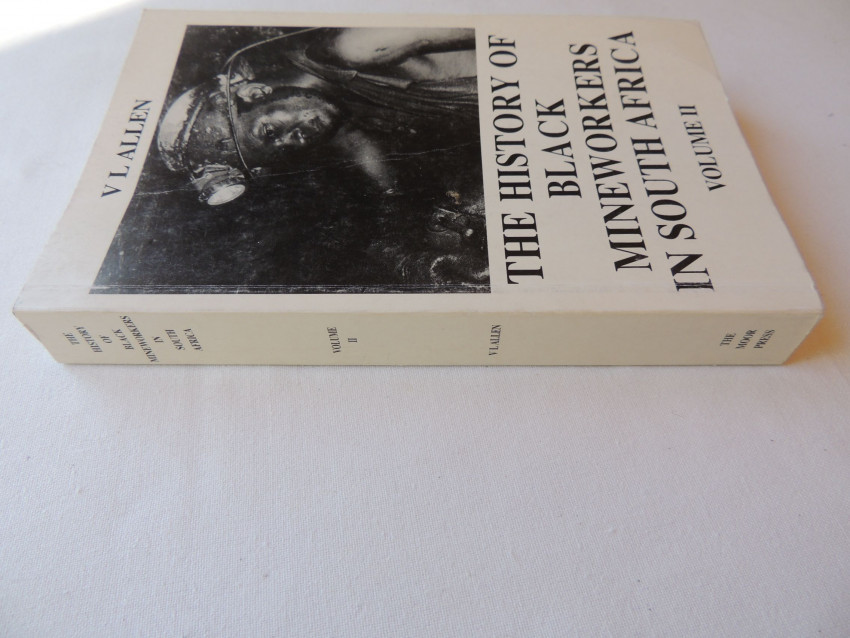 V L ALLEN
THE HISTORY OF
BLACK
MINEWORKERS
IN SOUTH AFRICA
VOLUME II
THE
HISTORY
OF
BLACK
MINEWORKERS
IN
SOUTH
AFRICA
VOLUME
II
V L ALLEN
THE
MOOR
PRESS